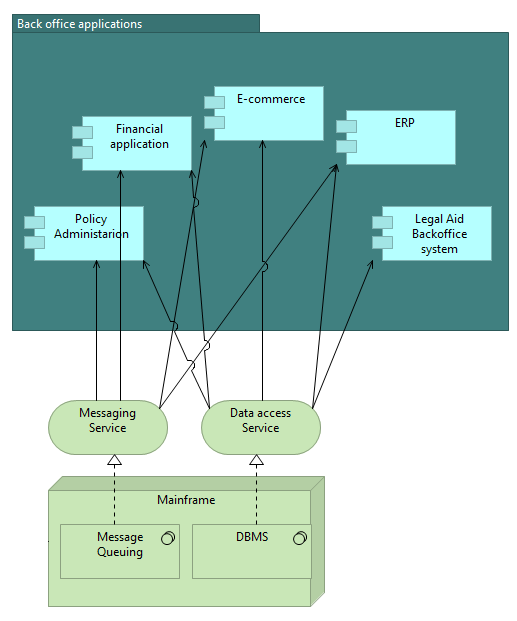 Back office applications
E-commerce
ERP
Financial
application
Policy
Administarion
Legal Aid
Backoffice
system
Messaging
Service
Data access
Service
Mainframe
Message
Queuing
DBMS